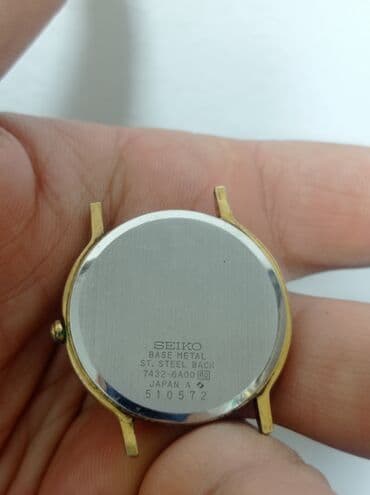 SEIKO
BASE METAL
ST. STEEL BACK
7432-6A00
JAPAN A
510572